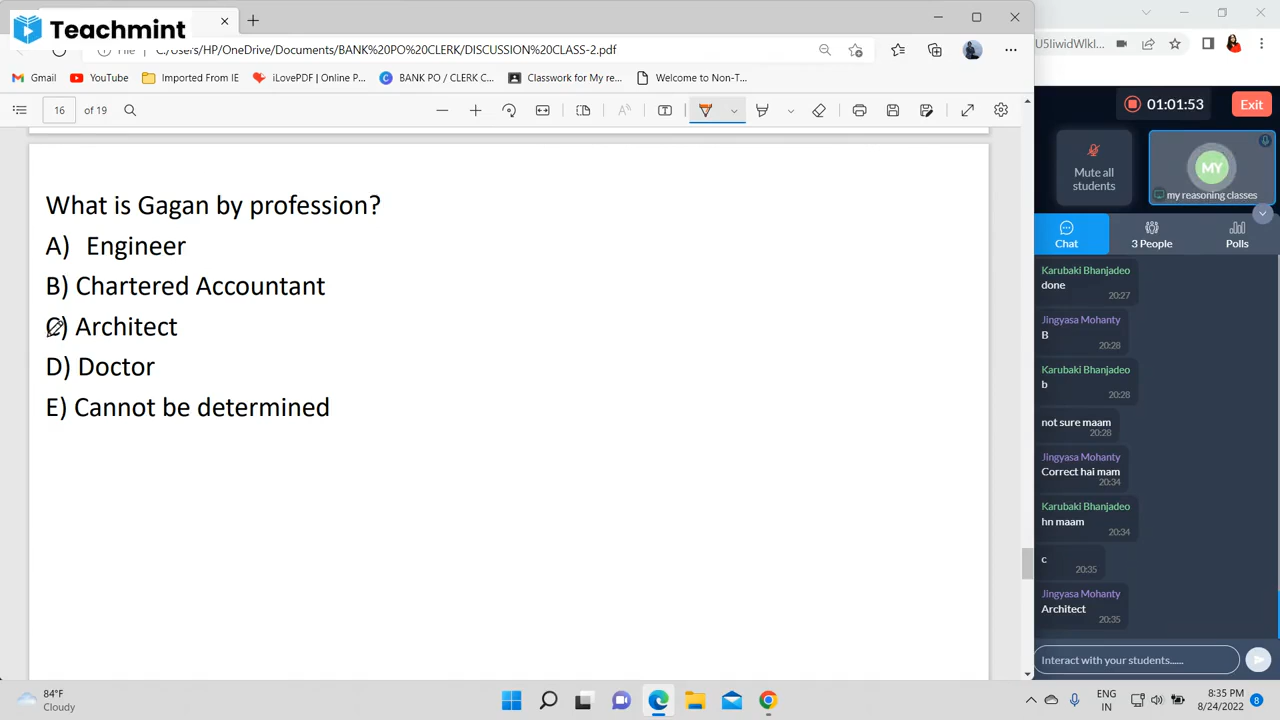 Teachmint
File
C:/Users/HP/OneDrive/Documents/BANK%20PO%20CLERK/DISCUSSION%20CLASS-2.pdf
U5IiwidWlkI...
Gmail
YouTube
Imported From IE
iLovePDF | Online P...
BANK PO / CLERK C...
Classwork for My re...
Welcome to Non-T...
16 of 19
01:01:53
Exit
What is Gagan by profession?
A) Engineer
B) Chartered Accountant
C) Architect
D) Doctor
E) Cannot be determined
Mute all
students
MY
my reasoning classes
Chat
3 People
Polls
Karubaki Bhanjadeo
done
20:27
Jingyasa Mohanty
B
20:28
Karubaki Bhanjadeo
b
20:28
not sure maam
20:28
Jingyasa Mohanty
Correct hai mam
20:34
Karubaki Bhanjadeo
hn maam
20:34
c
20:35
Jingyasa Mohanty
Architect
20:35
Interact with your students......
84°F
Cloudy
ENG
IN
8:35 PM
8/24/2022
8